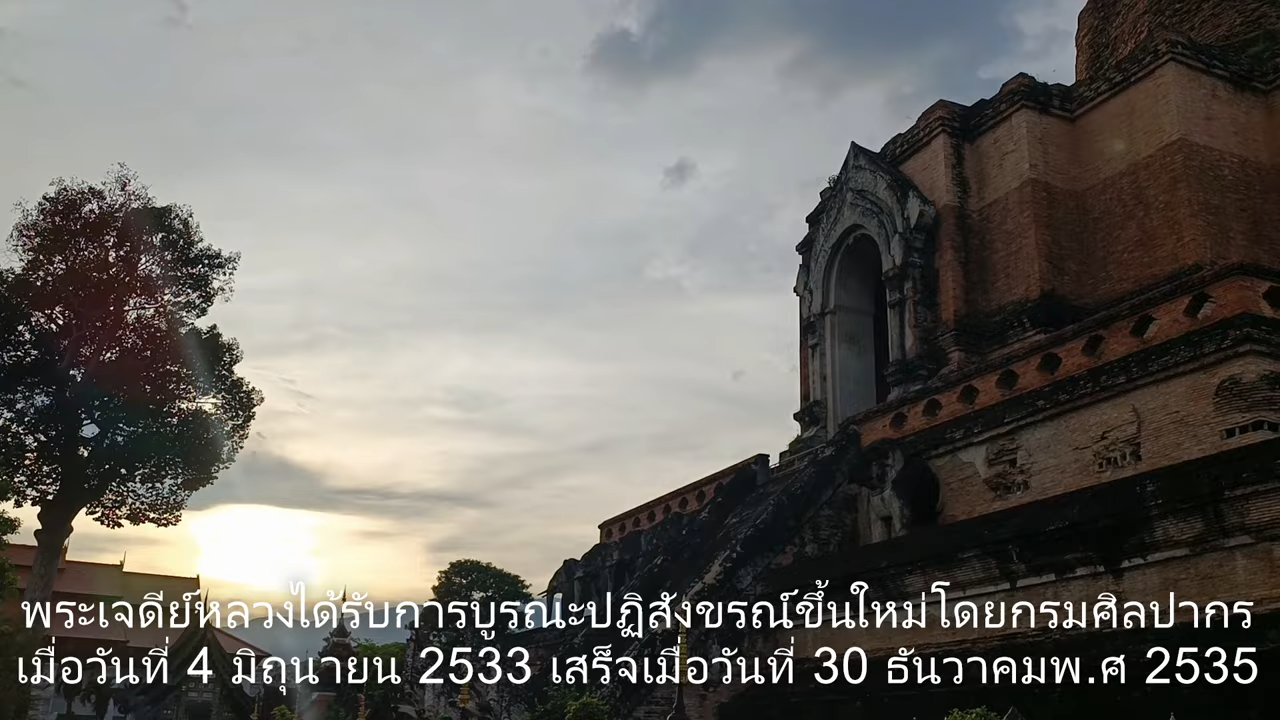 พระเจดีย์หลวงได้รับการบูรณะปฏิสังขรณ์ขึ้นใหม่โดยกรมศิลปากร
เมื่อวันที่ 4 มิถุนายน 2533 เสร็จเมื่อวันที่ 30 ธันวาคมพ.ศ 2535